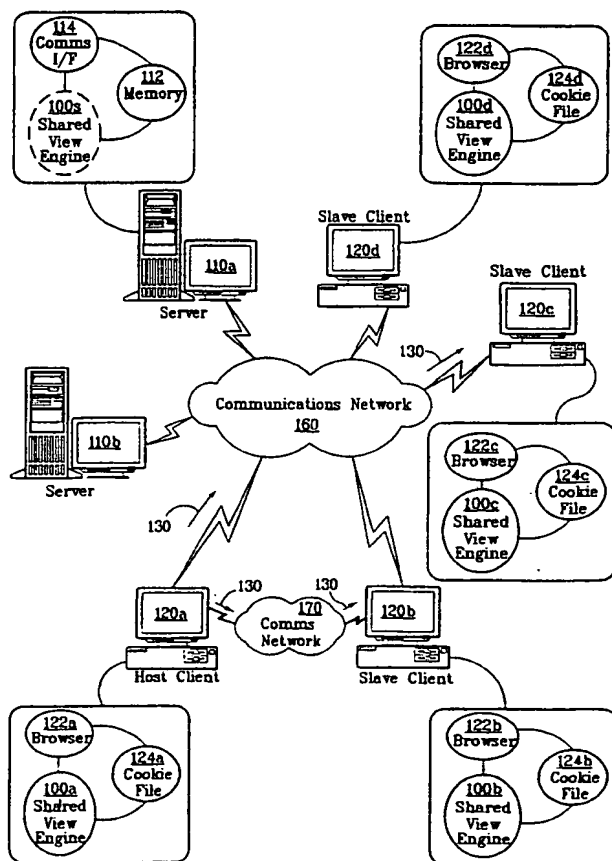 114
Comms
I/F
112
Memory
100s
Shared
View
Engine
122d
Browser
124d
Cookie
File
100d
Shared
View
Engine
110a
Server
Slave Client
120d
Slave Client
120c
130
Communications Network
160
110b
Server
122c
Browser
124c
Cookie
File
100c
Shared
View
Engine
130
120a
Host Client
130
170
Comms
Network
130
120b
Slave Client
122a
Browser
124a
Cookie
File
100a
Shared
View
Engine
122b
Browser
124b
Cookie
File
100b
Shared
View
Engine